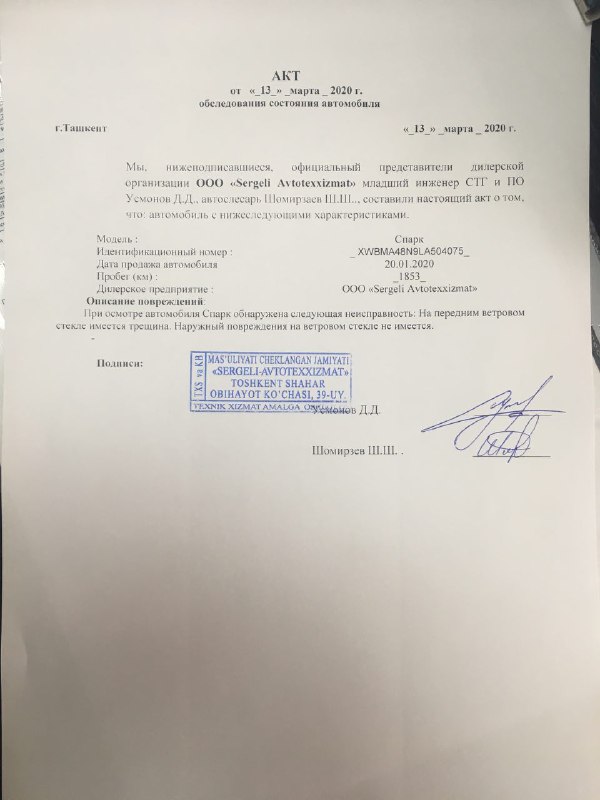 АКТ
от «_13_» _марта _ 2020 г.
обследования состояния автомобиля
г.Ташкент «_13_» _марта _ 2020 г.
Мы, нижеподписавшиеся, официальный представители дилерской
организации ООО «Sergeli Avtotexxizmat» младший инженер СТГ и ПО
Усмонов Д.Д., автослесарь Шомирзаев Ш.Ш.., составили настоящий акт о том,
что: автомобиль с нижеследующими характеристиками.
Модель : Спарк
Идентификационный номер : _ XWBMA48N9LA504075_
Дата продажа автомобиля 20.01.2020
Пробег (км) : _1853_
Дилерское предприятие : ООО «Sergeli Avtotexxizmat»
Описание повреждений:
При осмотре автомобиля Спарк обнаружена следующая неисправность: На передним ветровом
стекле имеется трещина. Наружный повреждения на ветровом стекле не имеется.
-
Подписи:
TXS va KB
MAS'ULIYATI CHEKLANGAN JAMIYATI
«SERGELI-AVTOTEXXIZMAT»
TOSHKENT SHAHAR
OBIHAYOT KO'CHASI, 39-UY.
TEXNIK XIZMAT AMALGA
Усмонов Д.Д.
Шомирзев Ш.Ш. .